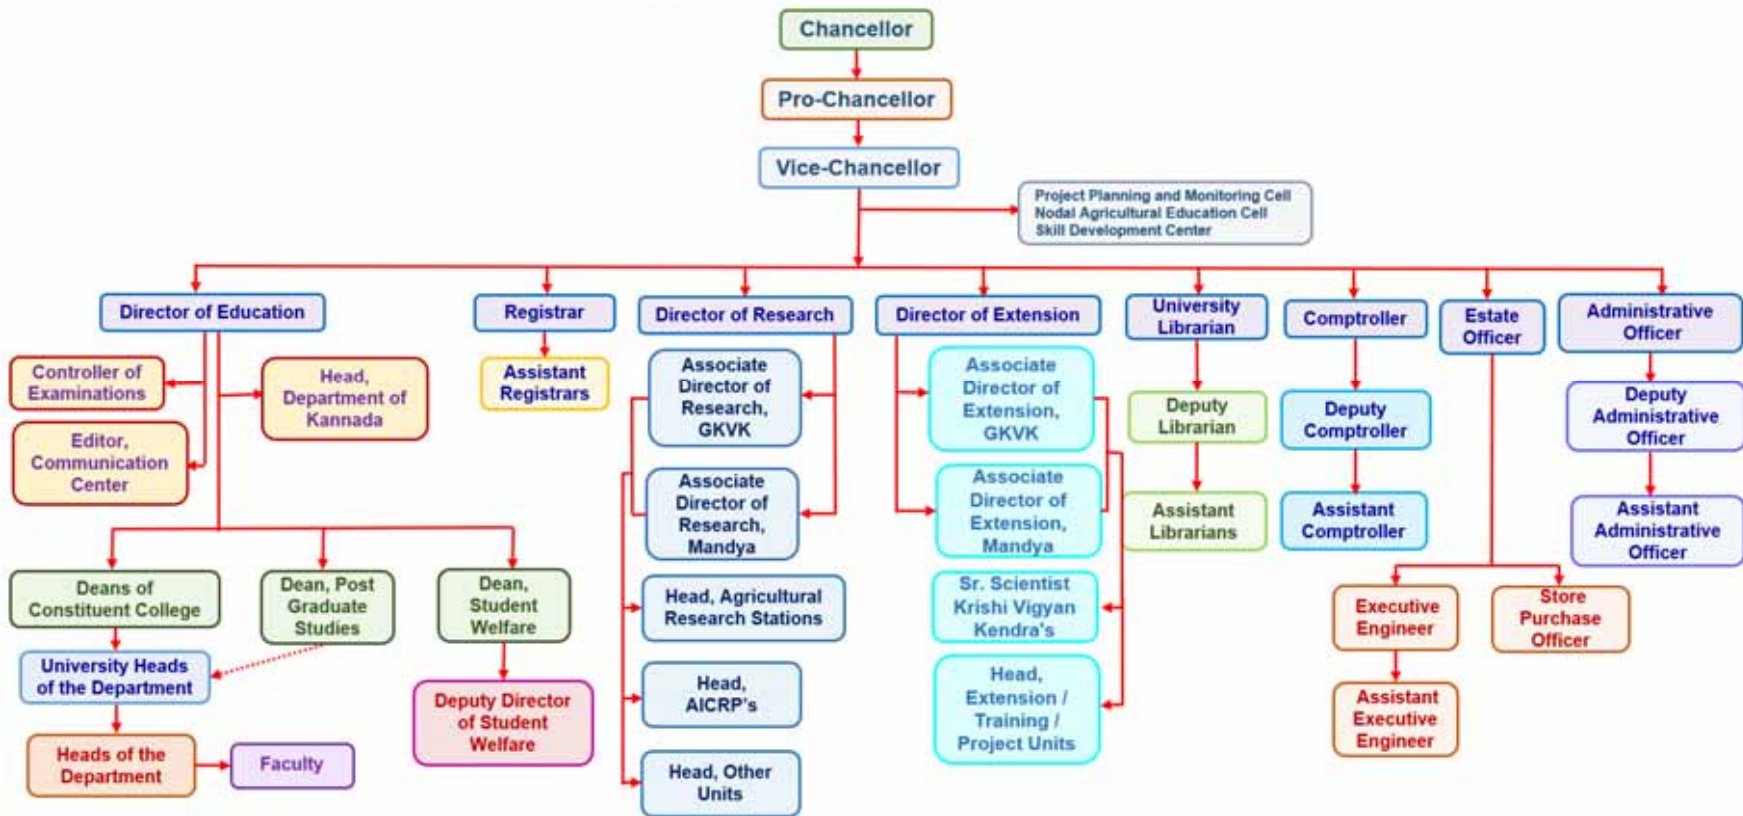 Chancellor
Pro-Chancellor
Vice-Chancellor
Project Planning and Monitoring Cell
Nodal Agricultural Education Cell
Skill Development Center
Director of Education
Registrar
Director of Research
Director of Extension
University
Librarian
Comptroller
Estate
Officer
Administrative
Officer
Controller of
Examinations
Head,
Department of
Kannada
Editor,
Communication
Center
Assistant
Registrars
Associate
Director of
Research,
GKVK
Associate
Director of
Research,
Mandya
Associate
Director of
Extension,
GKVK
Associate
Director of
Extension,
Mandya
Deputy
Librarian
Assistant
Librarians
Deputy
Comptroller
Assistant
Comptroller
Deputy
Administrative
Officer
Assistant
Administrative
Officer
Deans of
Constituent College
Dean, Post
Graduate
Studies
Dean,
Student
Welfare
Head, Agricultural
Research Stations
Sr. Scientist
Krishi Vigyan
Kendra's
Executive
Engineer
Store
Purchase
Officer
University Heads
of the Department
Deputy Director
of Student
Welfare
Head,
AICRP's
Head,
Extension /
Training /
Project Units
Assistant
Executive
Engineer
Heads of the
Department
Faculty
Head, Other
Units